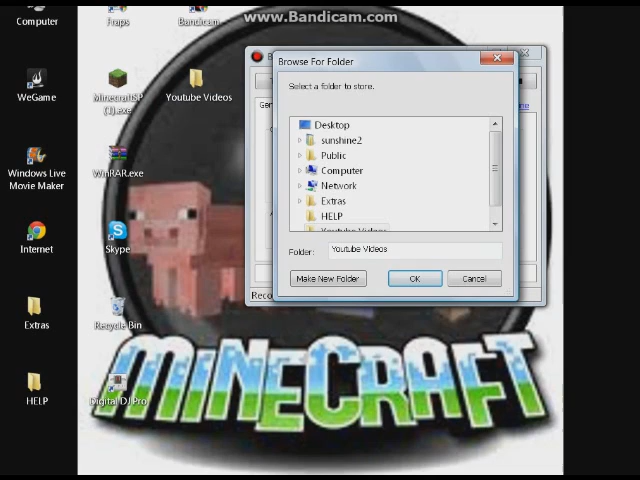 www.Bandicam.com
Computer
Fraps
Bandicam
Browse For Folder
Select a folder to store.
WeGame
MinecraftSP
(1).exe
Youtube Videos
Desktop
sunshine2
Public
Computer
Network
Extras
HELP
Youtube Videos
Windows Live
Movie Maker
WinRAR.exe
Internet
Skype
Folder:
Youtube Videos
Make New Folder
OK
Cancel
Extras
Recycle Bin
HELP
Digital DJ Pro
MINECRAFT